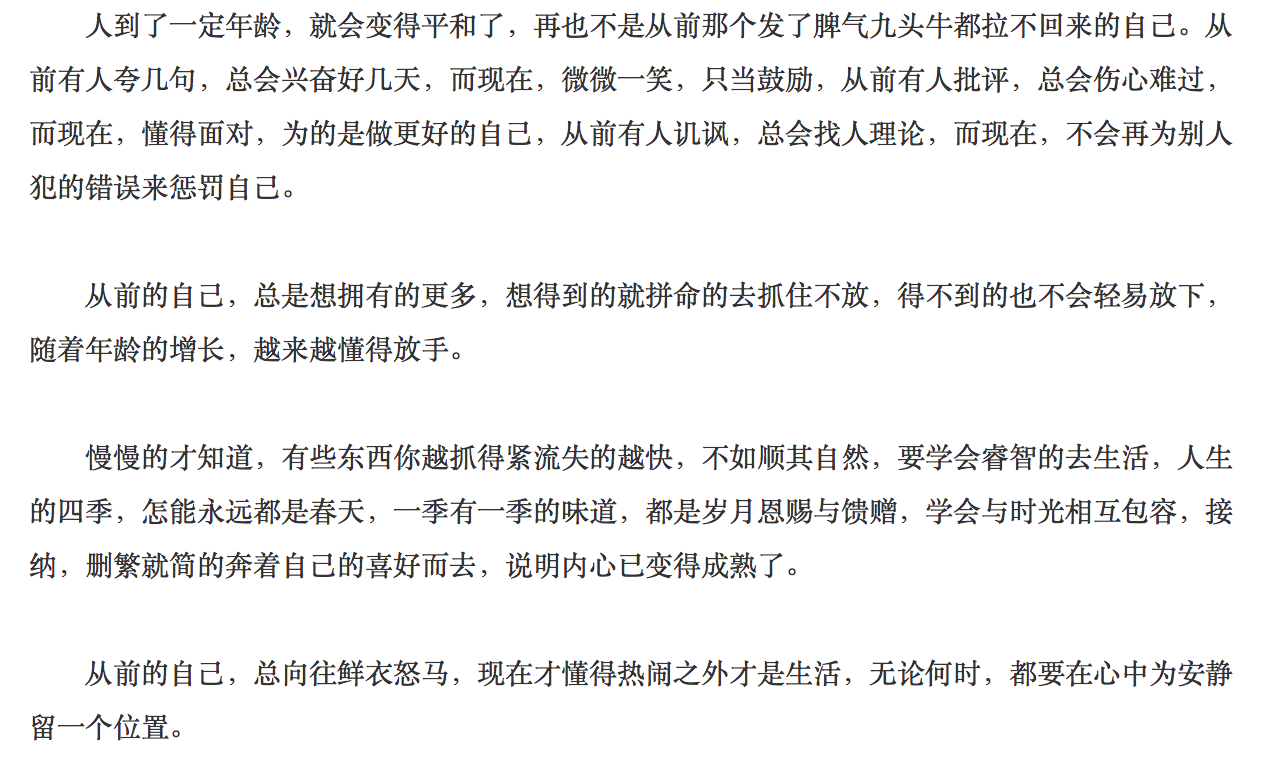 人到了一定年龄，就会变得平和了，再也不是从前那个发了脾气九头牛都拉不回来的自己。从
前有人夸几句，总会兴奋好几天，而现在，微微一笑，只当鼓励，从前有人批评，总会伤心难过，
而现在，懂得面对，为的是做更好的自己，从前有人讥讽，总会找人理论，而现在，不会再为别人
犯的错误来惩罚自己。
从前的自己，总是想拥有的更多，想得到的就拼命的去抓住不放，得不到的也不会轻易放下，
随着年龄的增长，越来越懂得放手。
慢慢的才知道，有些东西你越抓得紧流失的越快，不如顺其自然，要学会睿智的去生活，人生
的四季，怎能永远都是春天，一季有一季的味道，都是岁月恩赐与馈赠，学会与时光相互包容，接
纳，删繁就简的奔着自己的喜好而去，说明内心已变得成熟了。
从前的自己，总向往鲜衣怒马，现在才懂得热闹之外才是生活，无论何时，都要在心中为安静
留一个位置。